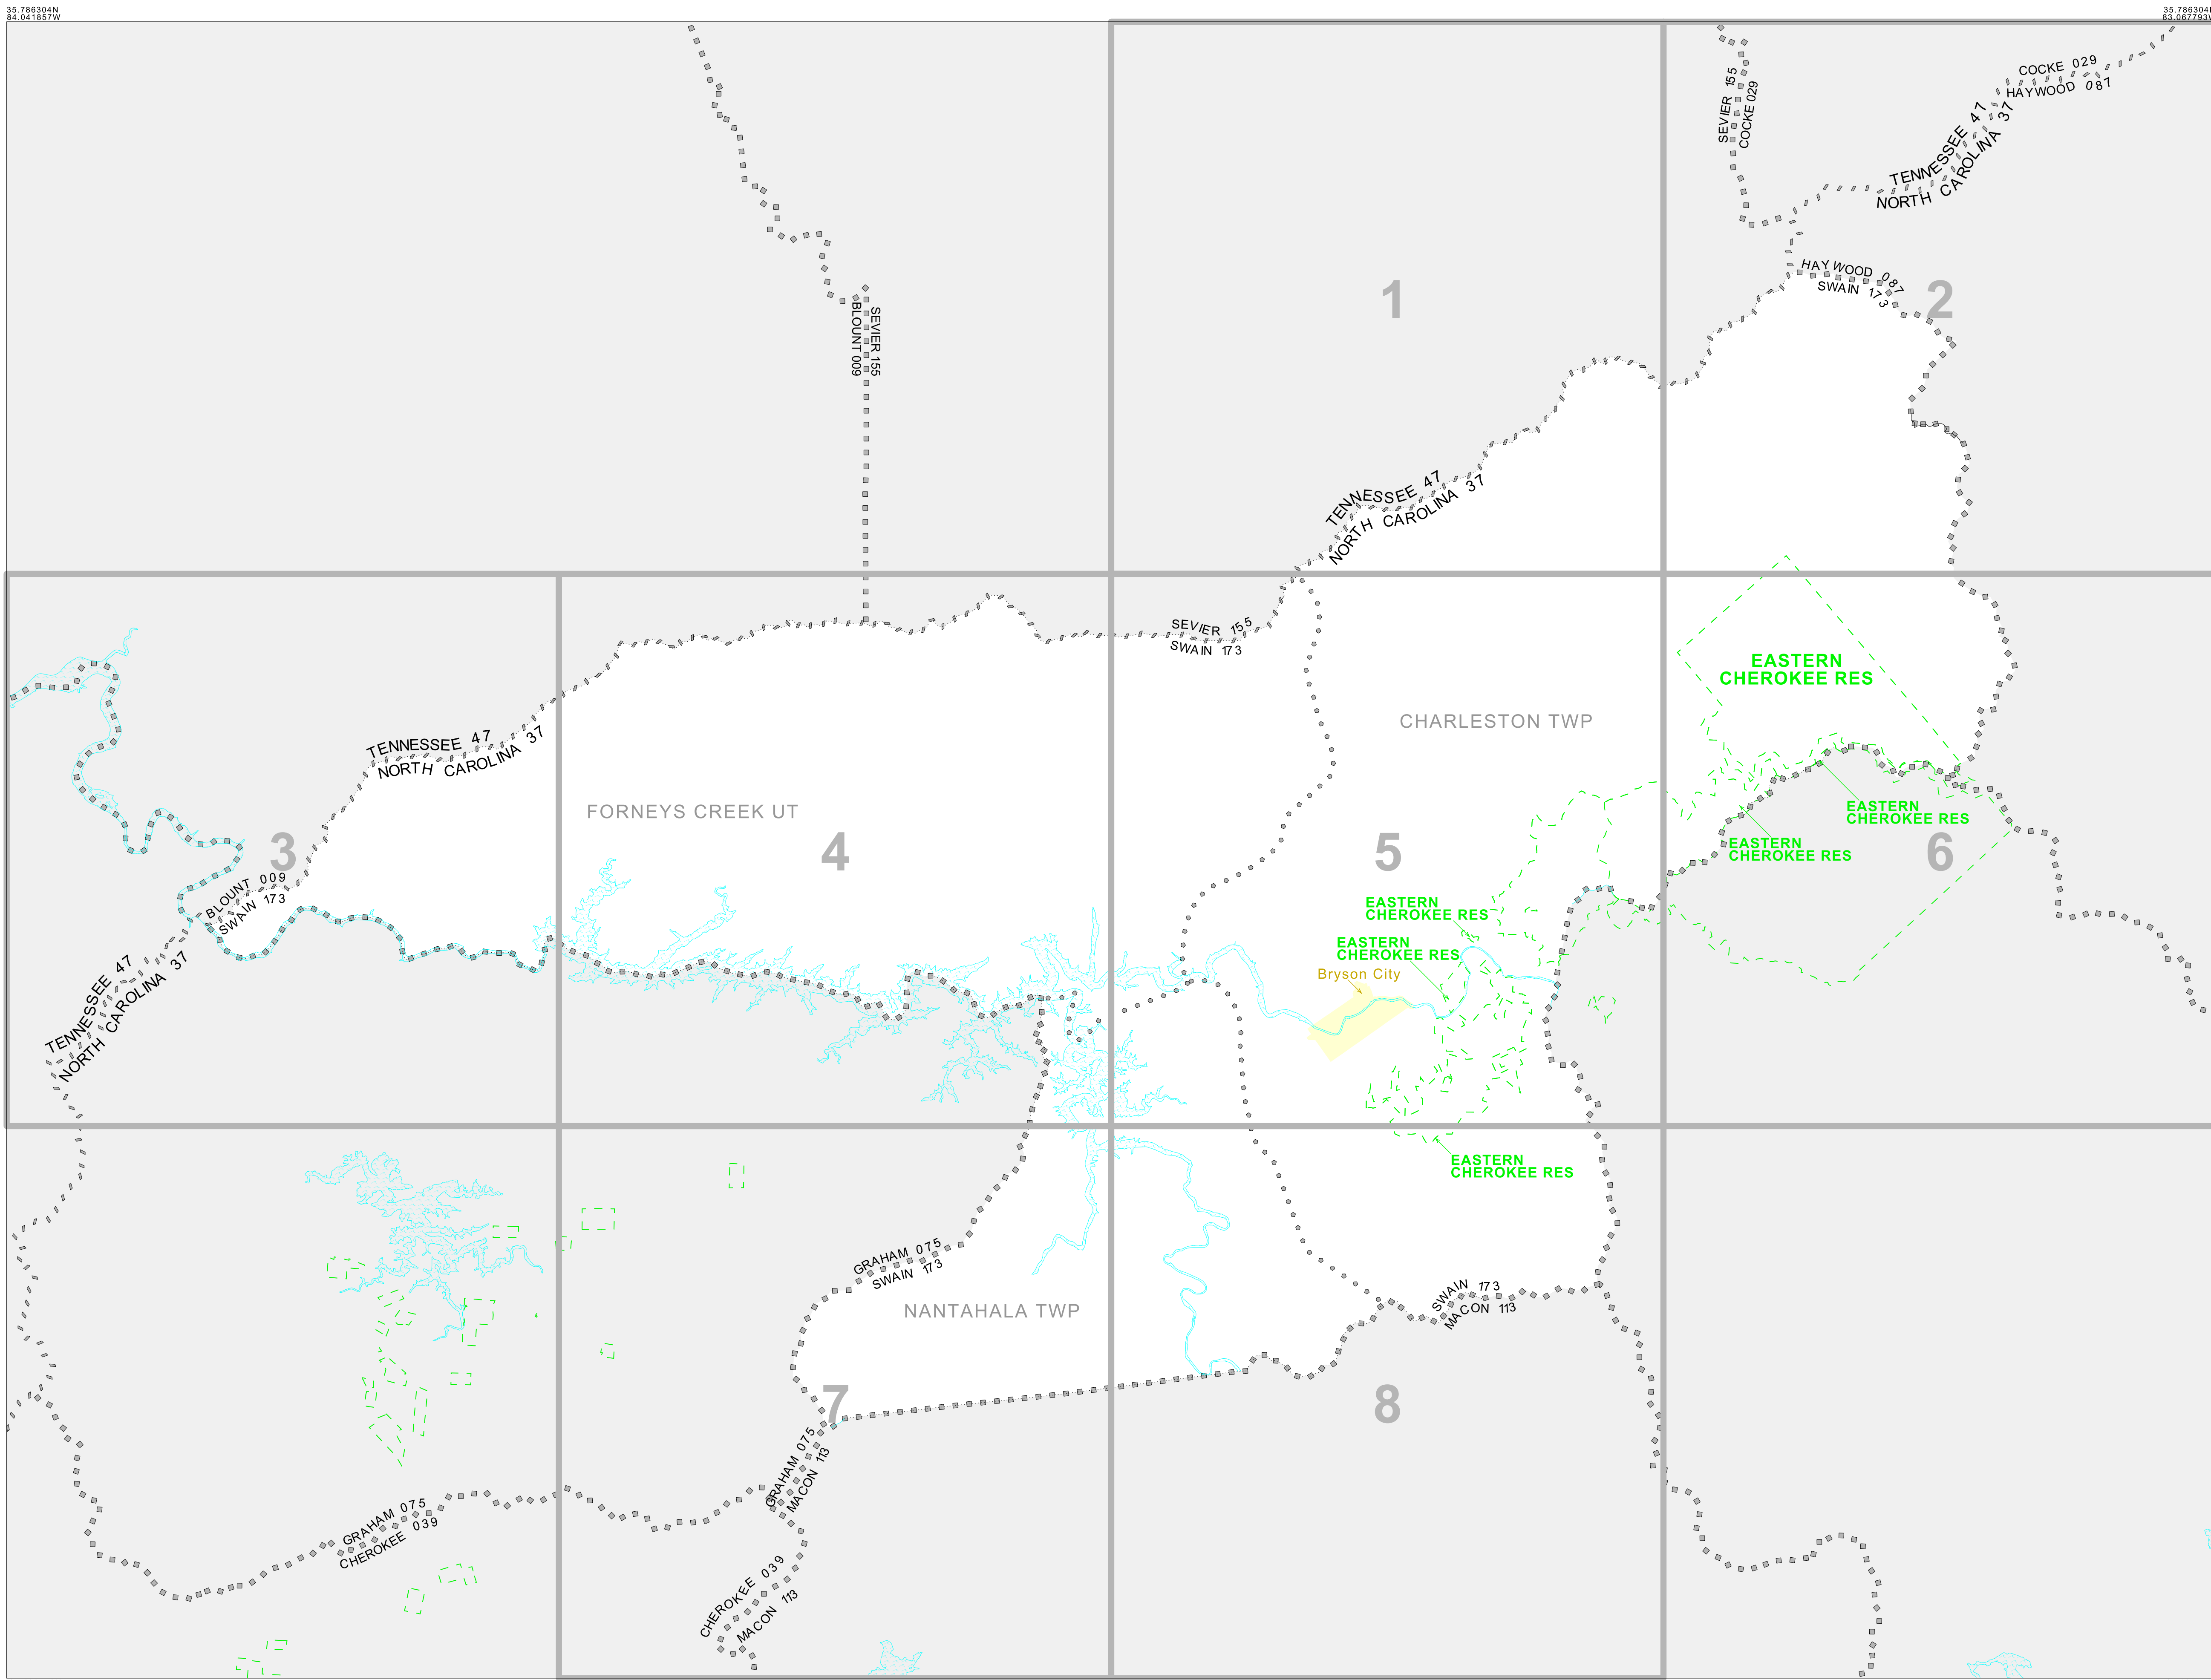 35.786304N
84.041857W
35.786304N
83.067793W
SEVIER 155
COCKE 029
COCKE 029
HAYWOOD 087
TENNESSEE 47
NORTH CAROLINA 37
HAYWOOD 087
SWAIN 173
1
2
SEVIER 155
BLOUNT 009
TENNESSEE 47
NORTH CAROLINA 37
SEVIER 155
SWAIN 173
EASTERN
CHEROKEE RES
CHARLESTON TWP
TENNESSEE 47
NORTH CAROLINA 37
FORNEYS CREEK UT
EASTERN
CHEROKEE RES
EASTERN
CHEROKEE RES
3
4
5
6
BLOUNT 009
SWAIN 173
EASTERN
CHEROKEE RES
EASTERN
CHEROKEE RES
Bryson City
TENNESSEE 47
NORTH CAROLINA 37
EASTERN
CHEROKEE RES
GRAHAM 075
SWAIN 173
NANTAHALA TWP
SWAIN 173
MACON 113
7
8
GRAHAM 075
MACON 113
GRAHAM 075
CHEROKEE 039
CHEROKEE 039
MACON 113